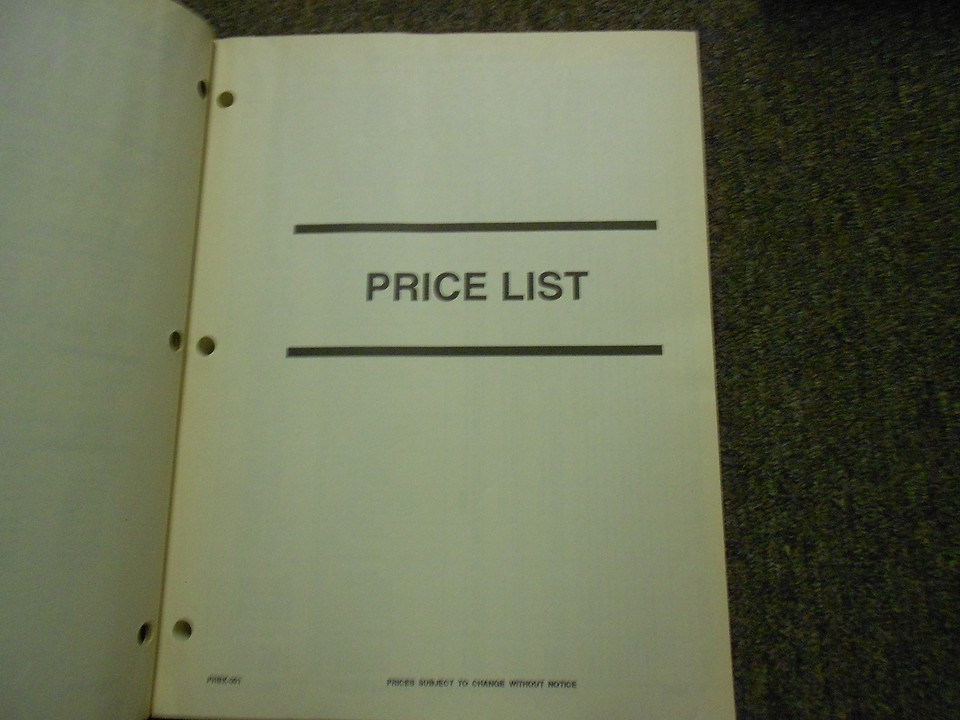 PRICE LIST
PRICES SUBJECT TO CHANGE WITHOUT NOTICE